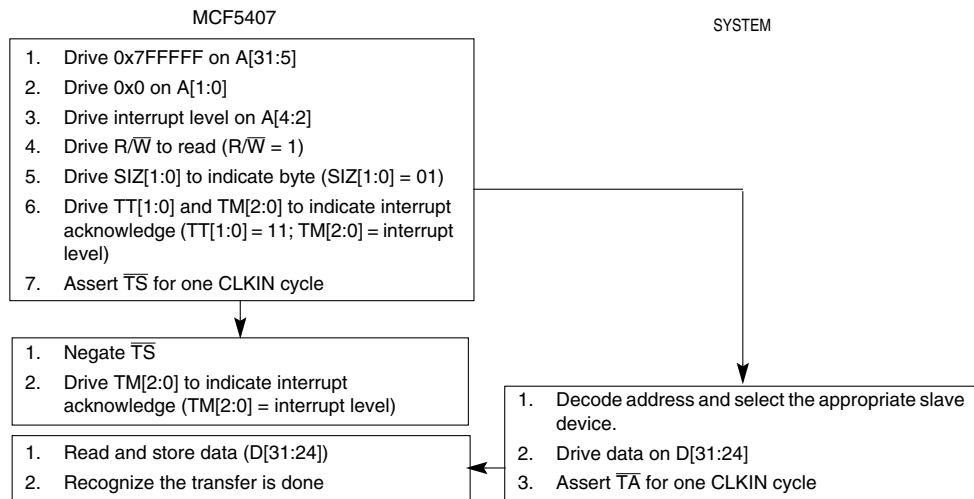 MCF5407
SYSTEM
1. Drive 0x7FFFFF on A[31:5]
2. Drive 0x0 on A[1:0]
3. Drive interrupt level on A[4:2]
4. Drive R/W̅ to read (R/W̅ = 1)
5. Drive SIZ[1:0] to indicate byte (SIZ[1:0] = 01)
6. Drive TT[1:0] and TM[2:0] to indicate interrupt
acknowledge (TT[1:0] = 11; TM[2:0] = interrupt
level)
7. Assert T̅S̅ for one CLKIN cycle
1. Negate T̅S̅
2. Drive TM[2:0] to indicate interrupt
acknowledge (TM[2:0] = interrupt level)
1. Decode address and select the appropriate slave
device.
2. Drive data on D[31:24]
3. Assert T̅A̅ for one CLKIN cycle
1. Read and store data (D[31:24])
2. Recognize the transfer is done